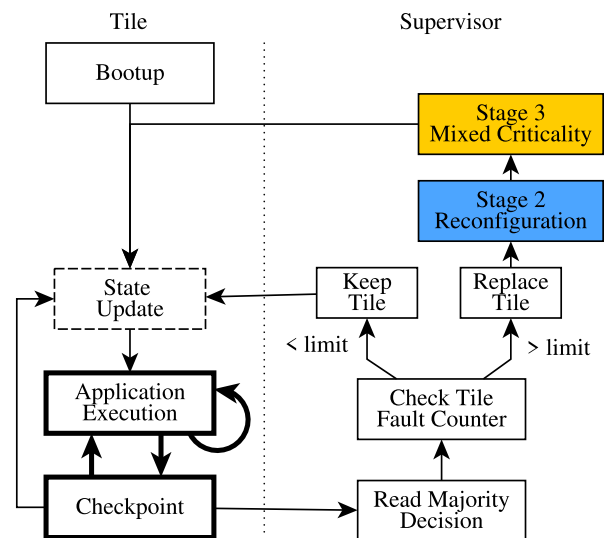 Tile
Supervisor
Bootup
Stage 3
Mixed Criticality
Stage 2
Reconfiguration
State
Update
Keep
Tile
Replace
Tile
< limit
> limit
Application
Execution
Check Tile
Fault Counter
Checkpoint
Read Majority
Decision